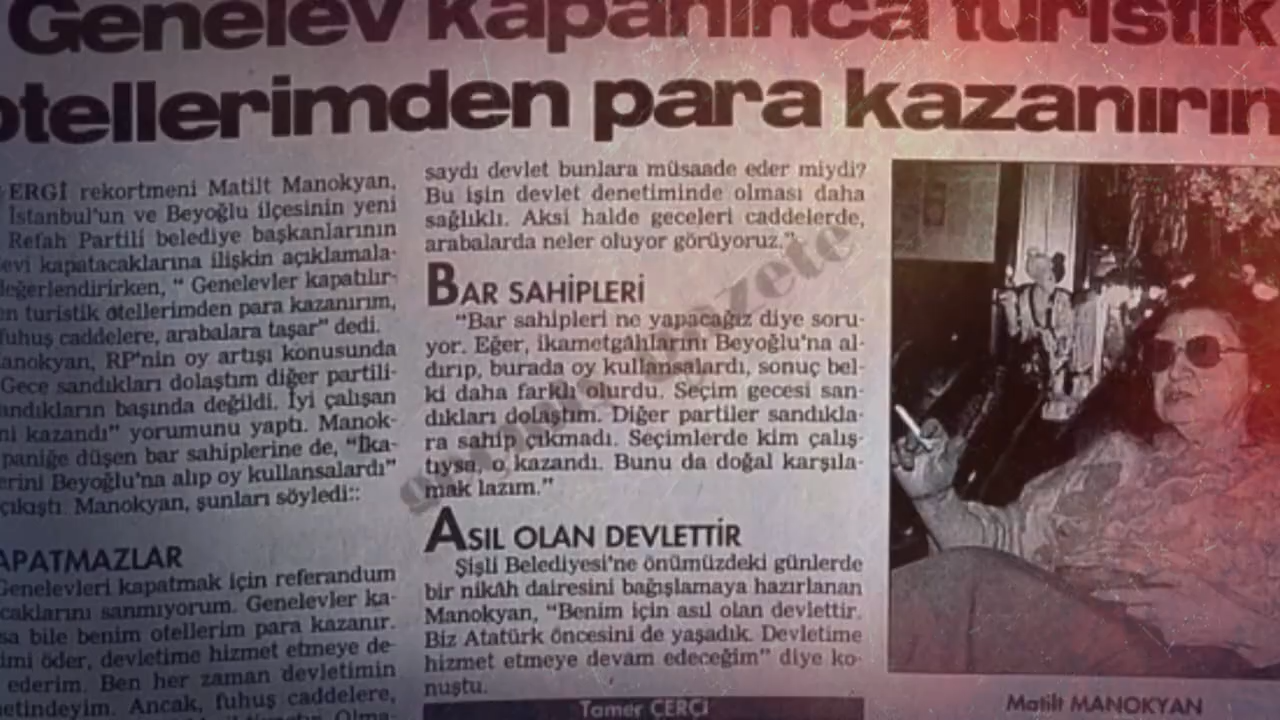 Genelev kapanınca turistik
otellerimden para kazanırım
ERGİ rekortmeni Matilt Manokyan,
İstanbul'un ve Beyoğlu ilçesinin yeni
Refah Partili belediye başkanlarının
evi kapatacaklarına ilişkin açıklamala-
değerlendirirken, “ Genelevler kapatılır-
en turistik otellerimden para kazanırım,
fuhuş caddelere, arabalara taşar” dedi.
anokyan, RP'nin oy artışı konusunda
Gece sandıkları dolaştım diğer partili-
andıkların başında değildi. İyi çalışan
ni kazandı” yorumunu yaptı. Manok-
paniğe düşen bar sahiplerine de, “İka-
erini Beyoğlu'na alıp oy kullansalardı”
çıkıştı. Manokyan, şunları söyledi::
APATMAZLAR
Genelevleri kapatmak için referandum
caklarını sanmıyorum. Genelevler ka-
sa bile benim otellerim para kazanır.
imi öder, devletime hizmet etmeye de-
ederim. Ben her zaman devletimin
netindeyim. Ancak, fuhuş caddelere,
saydı devlet bunlara müsaade eder miydi?
Bu işin devlet denetiminde olması daha
sağlıklı. Aksi halde geceleri caddelerde,
arabalarda neler oluyor görüyoruz.”
BAR SAHİPLERİ
“Bar sahipleri ne yapacağız diye soru-
yor. Eğer, ikametgâhlarını Beyoğlu'na al-
dırıp, burada oy kullansalardı, sonuç bel-
ki daha farklı olurdu. Seçim gecesi san-
dıkları dolaştım. Diğer partiler sandıkla-
ra sahip çıkmadı. Seçimlerde kim çalış-
tıysa, o kazandı. Bunu da doğal karşıla-
mak lazım.”
ASIL OLAN DEVLETTİR
Şişli Belediyesi'ne önümüzdeki günlerde
bir nikâh dairesini bağışlamaya hazırlanan
Manokyan, “Benim için asıl olan devlettir.
Biz Atatürk öncesini de yaşadık. Devletime
hizmet etmeye devam edeceğim” diye ko-
nuştu.
Tamer ÇERÇİ
Matilt MANOKYAN